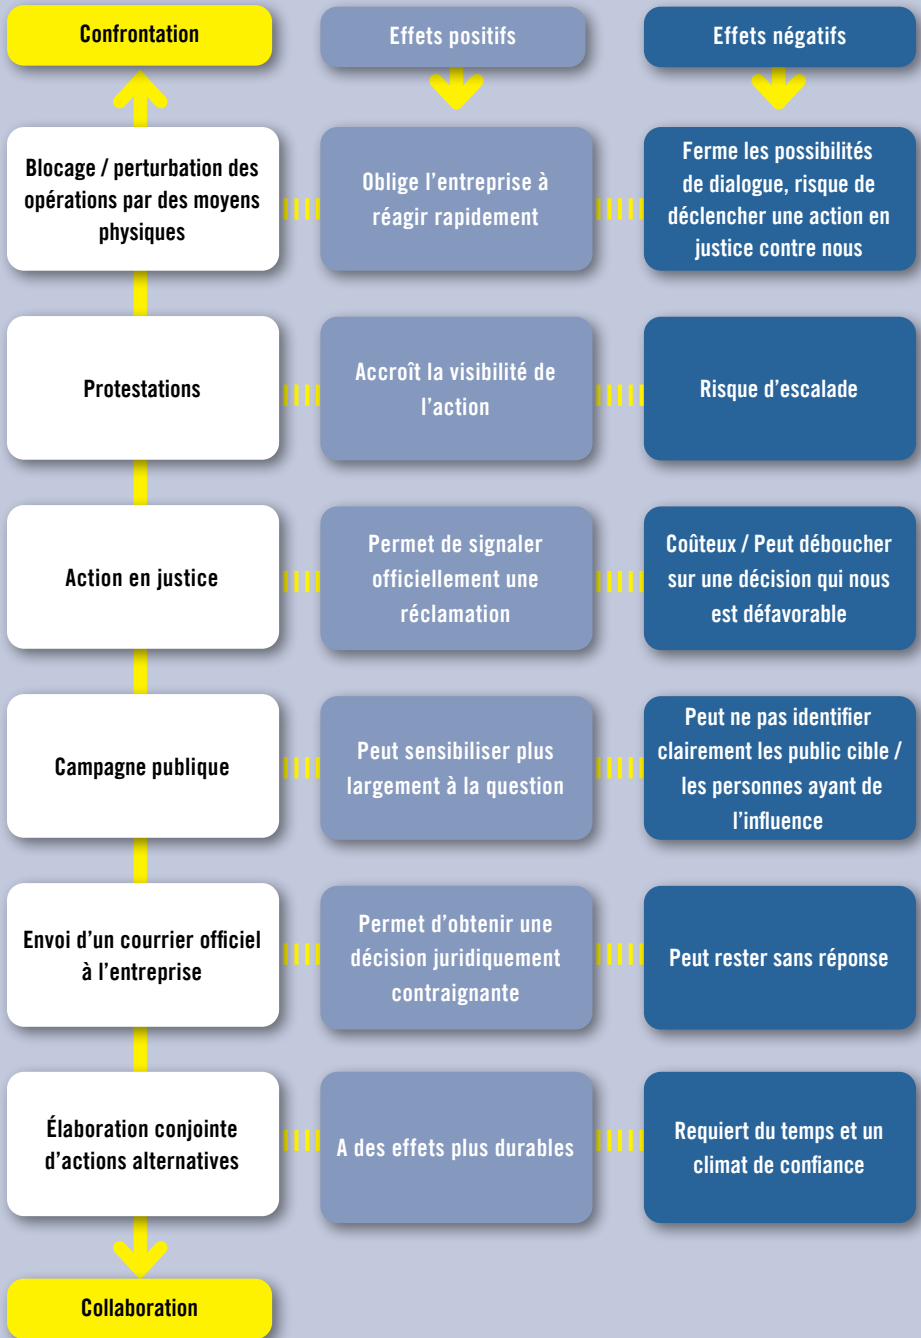 Confrontation
Effets positifs
Effets négatifs
Blocage / perturbation des
opérations par des moyens
physiques
Oblige l'entreprise à
réagir rapidement
Ferme les possibilités
de dialogue, risque de
déclencher une action en
justice contre nous
Protestations
Accroît la visibilité de
l'action
Risque d'escalade
Action en justice
Permet de signaler
officiellement une
réclamation
Coûteux / Peut déboucher
sur une décision qui nous
est défavorable
Campagne publique
Peut sensibiliser plus
largement à la question
Peut ne pas identifier
clairement les public cible /
les personnes ayant de
l'influence
Envoi d'un courrier officiel
à l'entreprise
Permet d'obtenir une
décision juridiquement
contraignante
Peut rester sans réponse
Élaboration conjointe
d'actions alternatives
A des effets plus durables
Requiert du temps et un
climat de confiance
Collaboration